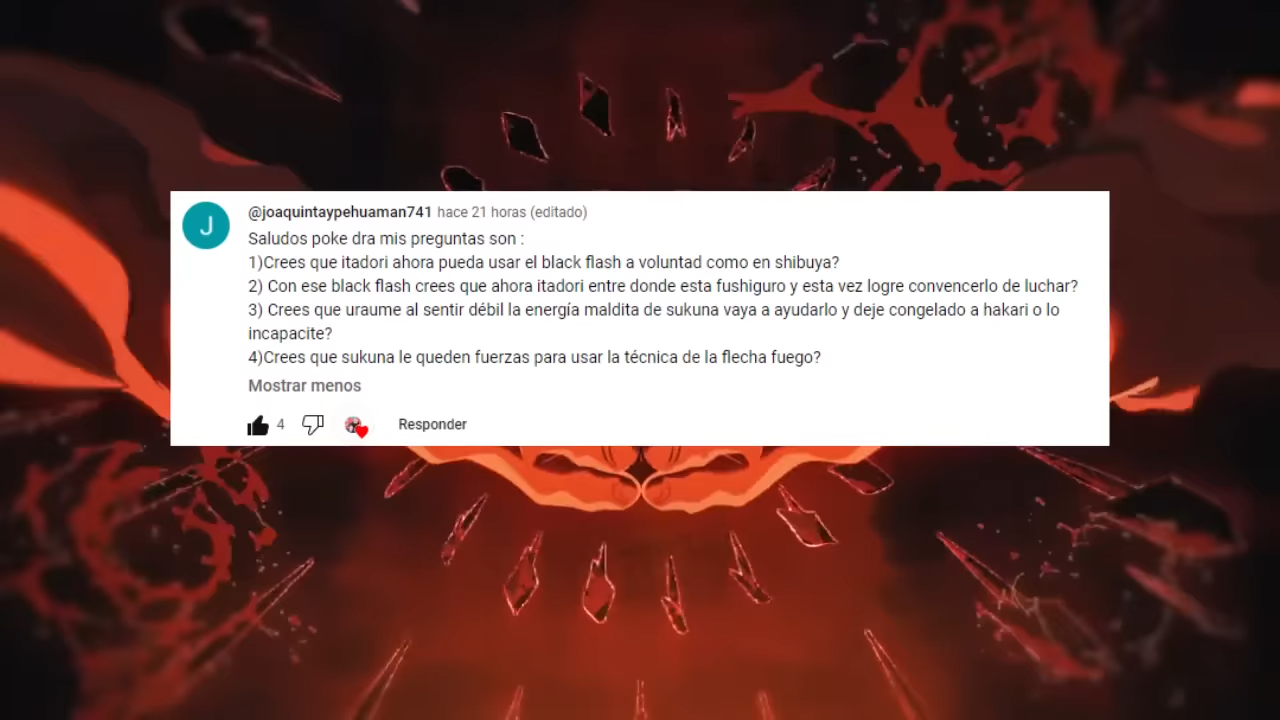 J
@joaquintaypehuaman741 hace 21 horas (editado)
Saludos poke dra mis preguntas son :
1)Crees que itadori ahora pueda usar el black flash a voluntad como en shibuya?
2) Con ese black flash crees que ahora itadori entre donde esta fushiguro y esta vez logre convencerlo de luchar?
3) Crees que uraume al sentir débil la energía maldita de sukuna vaya a ayudarlo y deje congelado a hakari o lo
incapacite?
4)Crees que sukuna le queden fuerzas para usar la técnica de la flecha fuego?
Mostrar menos
4 Responder